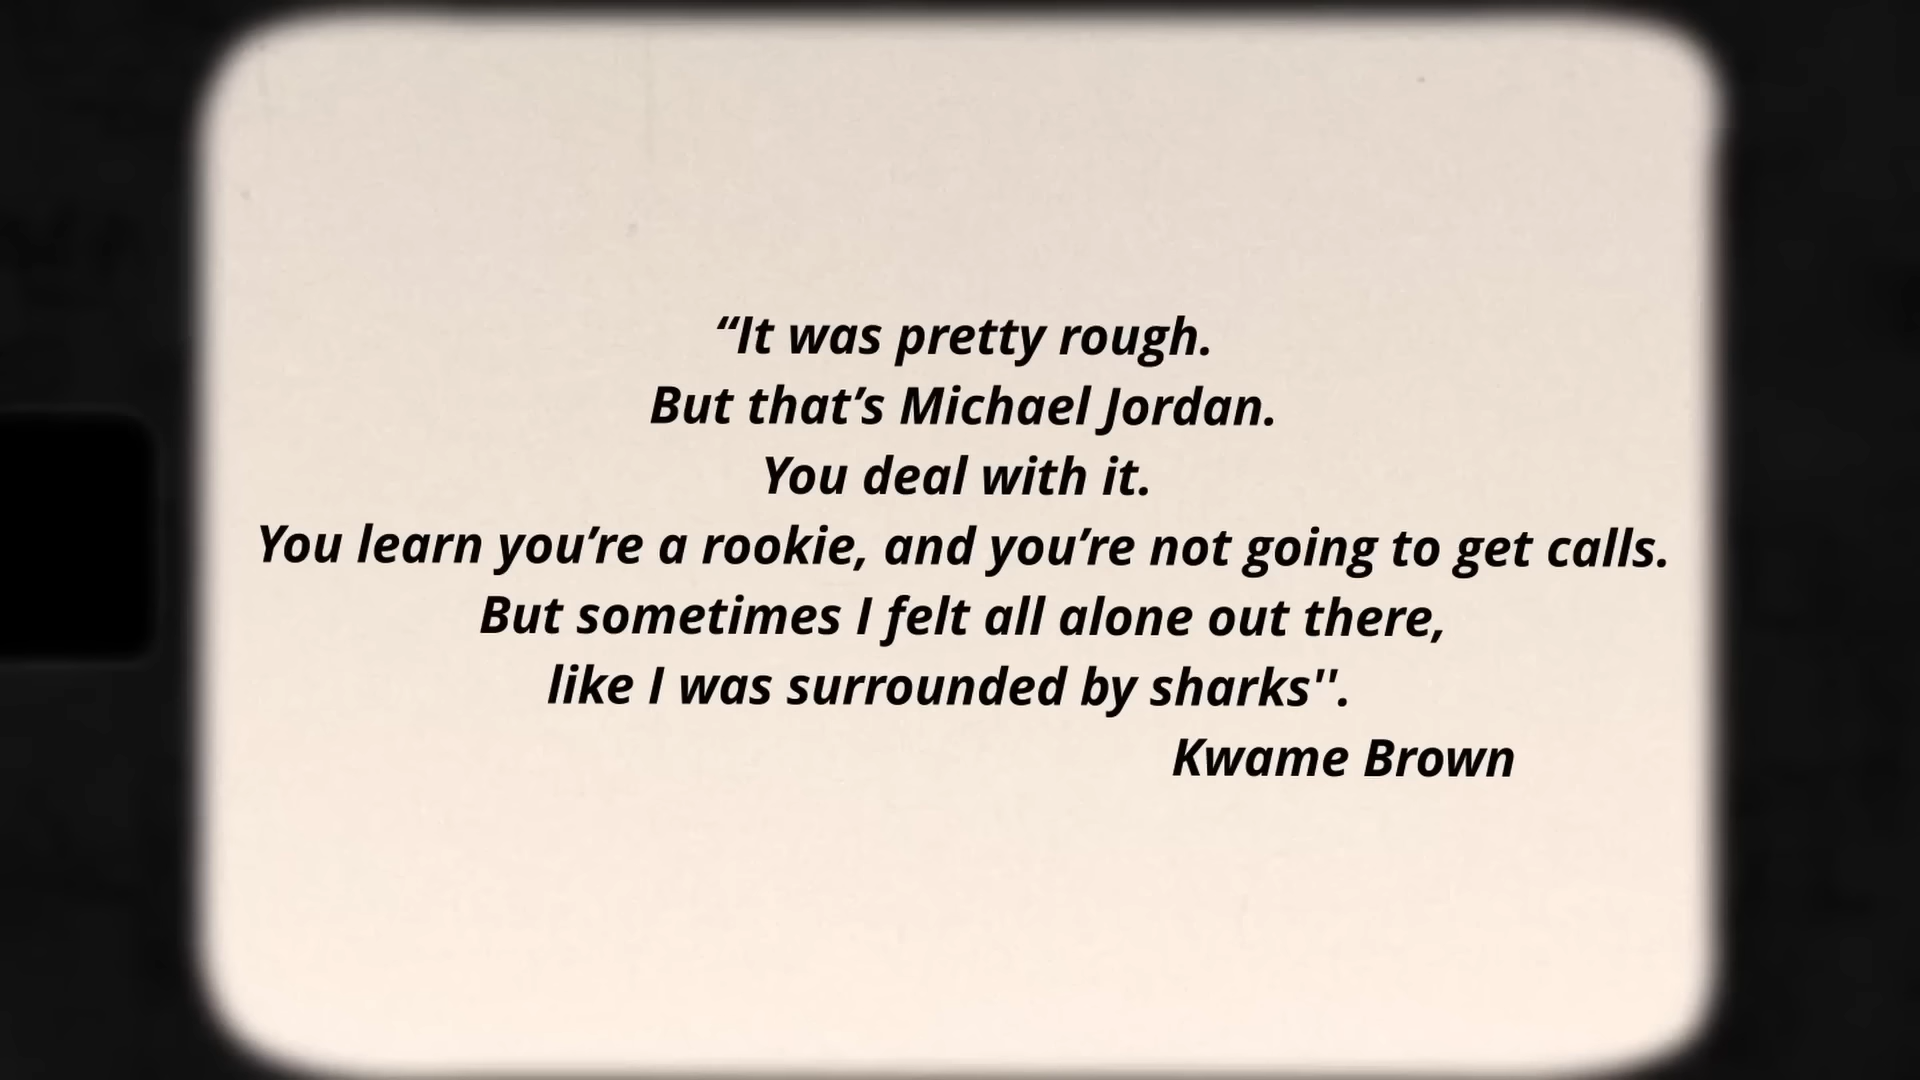 “It was pretty rough.
But that’s Michael Jordan.
You deal with it.
You learn you’re a rookie, and you’re not going to get calls.
But sometimes I felt all alone out there,
like I was surrounded by sharks''.
Kwame Brown